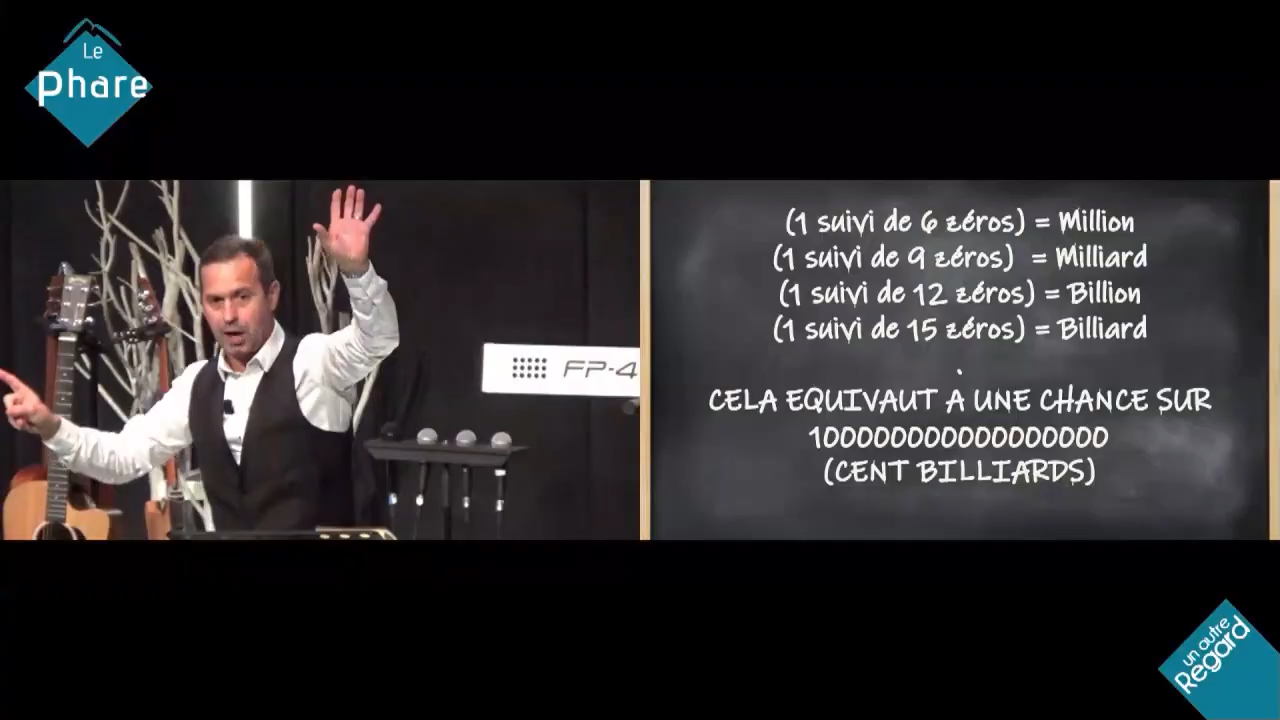 Le
Phare
FP-4
(1 suivi de 6 zéros) = Million
(1 suivi de 9 zéros) = Milliard
(1 suivi de 12 zéros) = Billion
(1 suivi de 15 zéros) = Billiard
.
CELA EQUIVAUT À UNE CHANCE SUR
100000000000000000
(CENT BILLIARDS)
un autre
Regard